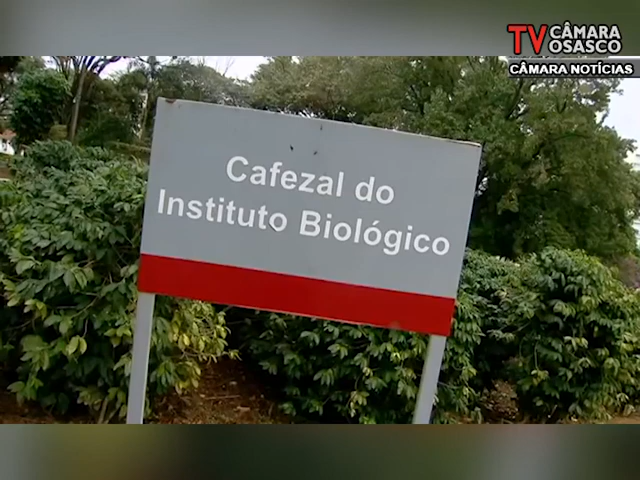 TV CÂMARA
OSASCO
CÂMARA NOTÍCIAS
Cafezal do
Instituto Biológico